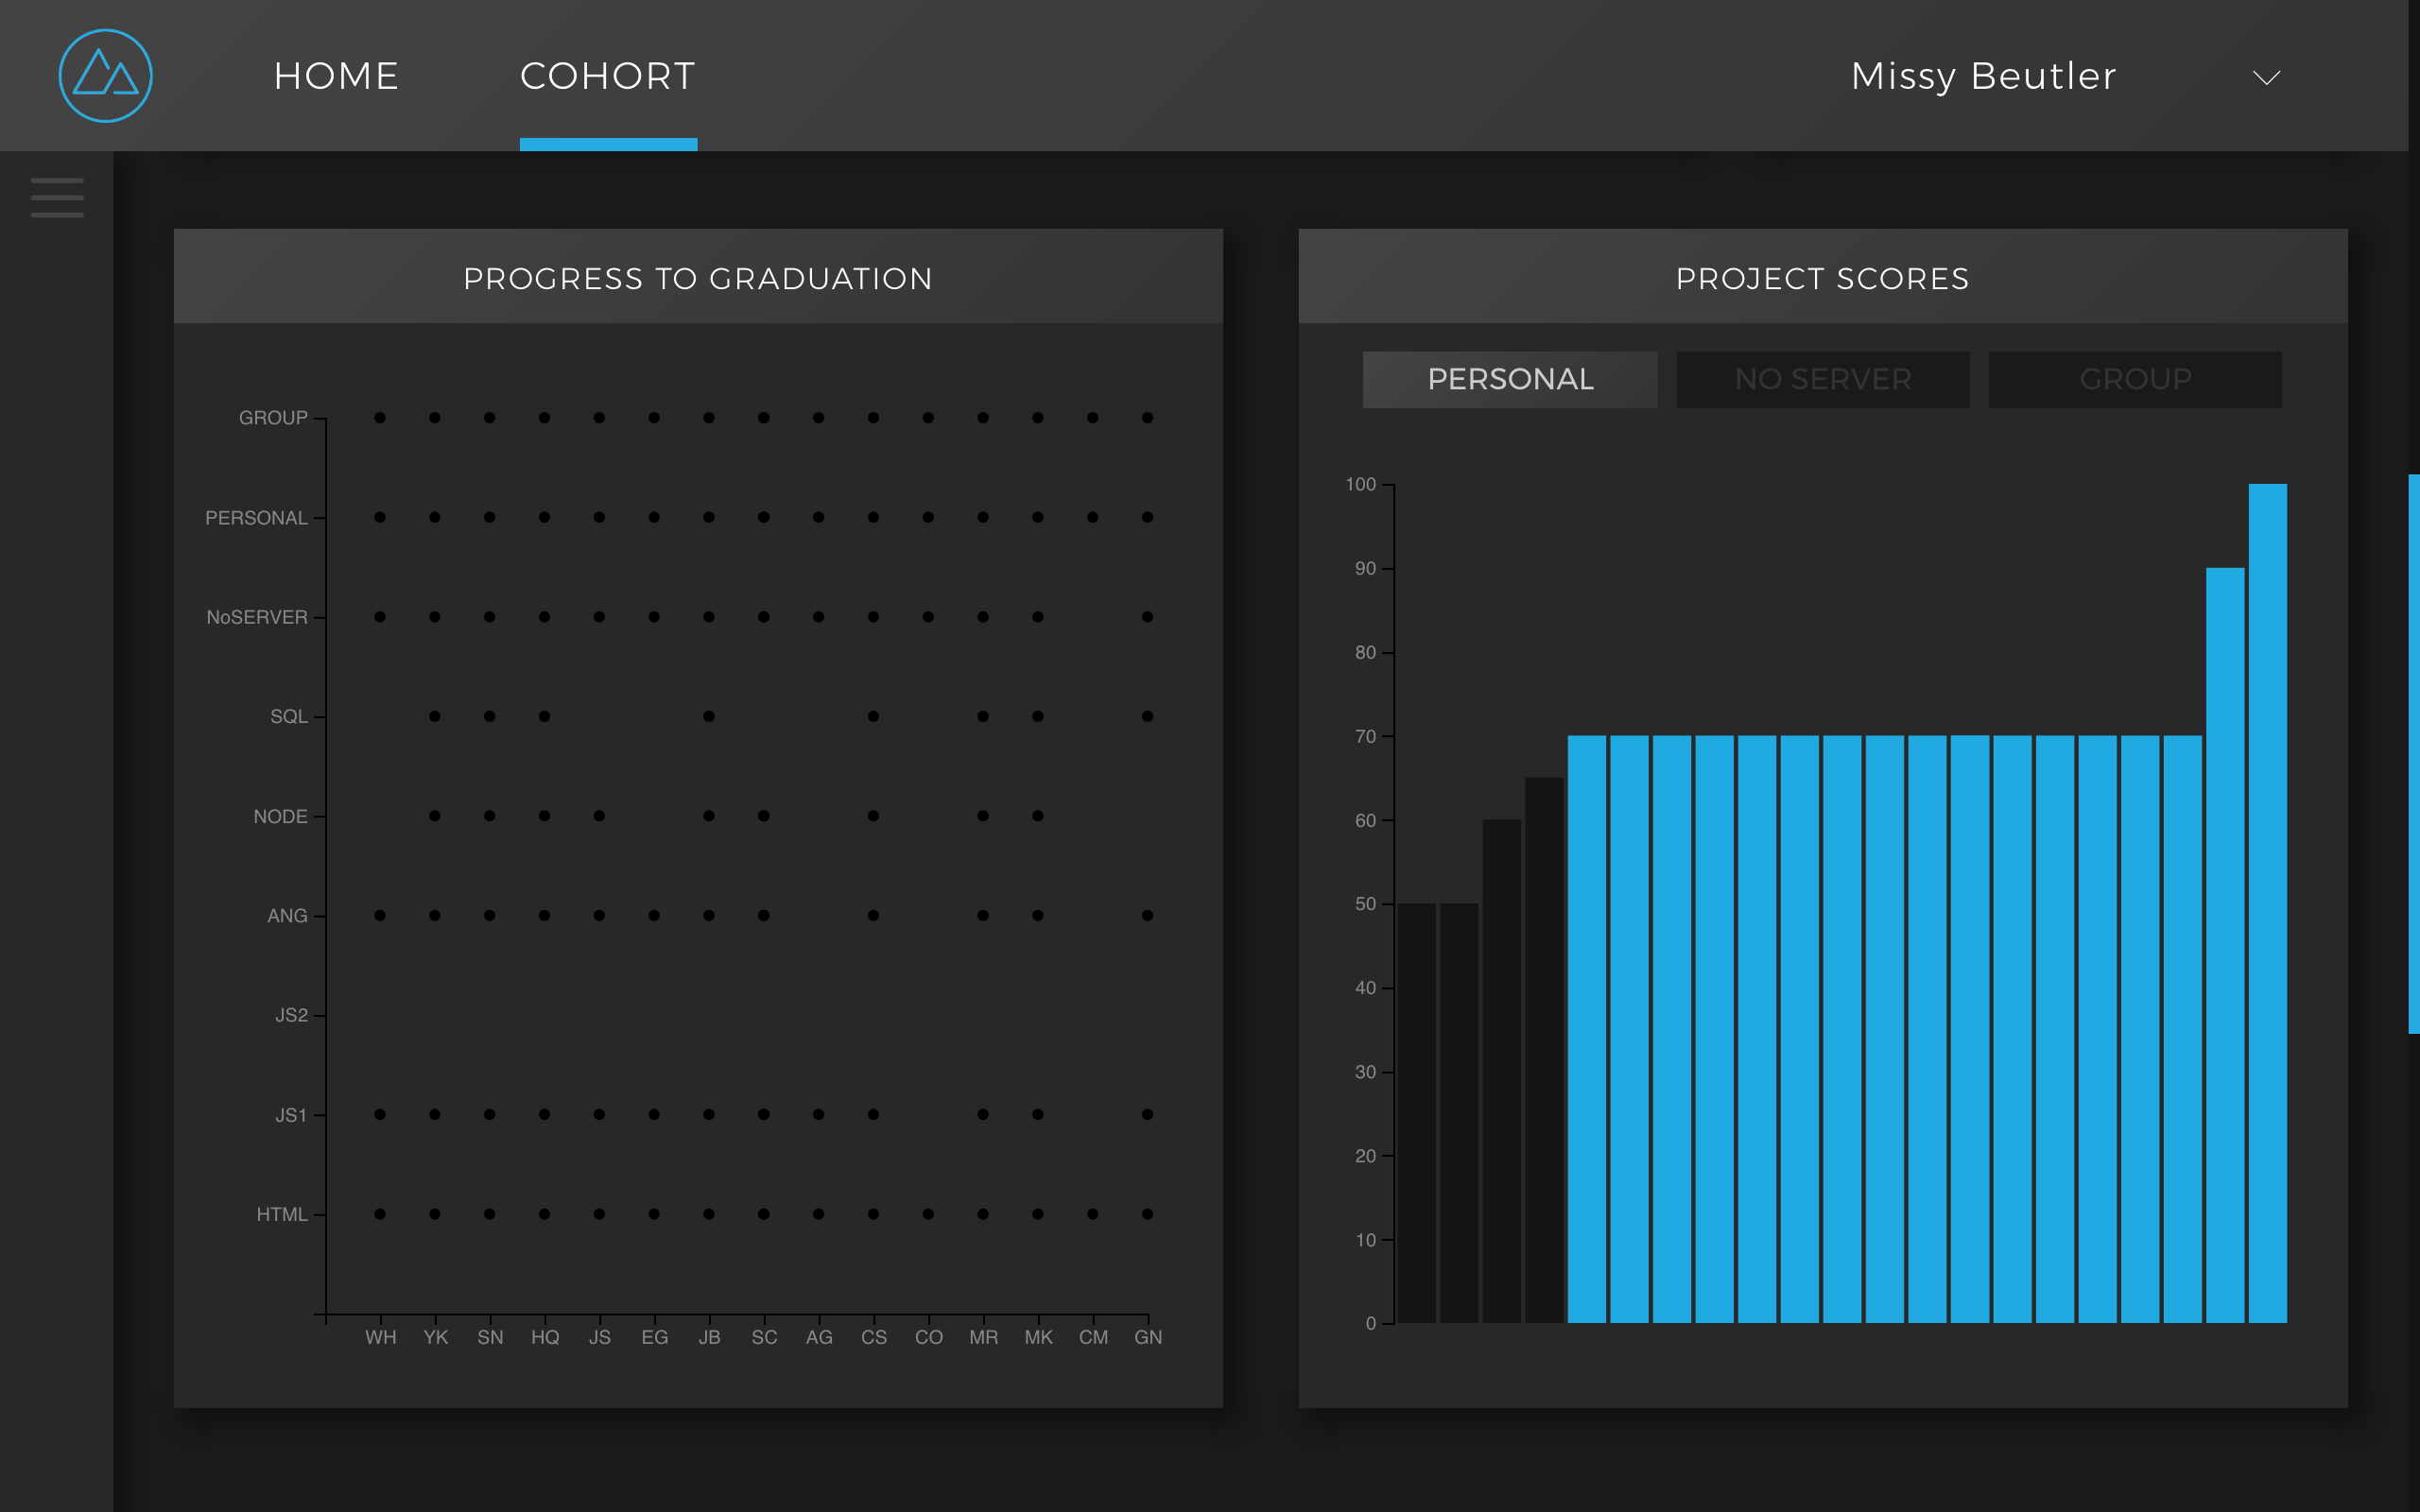 HOME COHORT Missy Beutler
PROGRESS TO GRADUATION
GROUP
PERSONAL
NoSERVER
SQL
NODE
ANG
JS2
JS1
HTML
WH YK SN HQ JS EG JB SC AG CS CO MR MK CM GN
PROJECT SCORES
PERSONAL NO SERVER GROUP
100
90
80
70
60
50
40
30
20
10
0